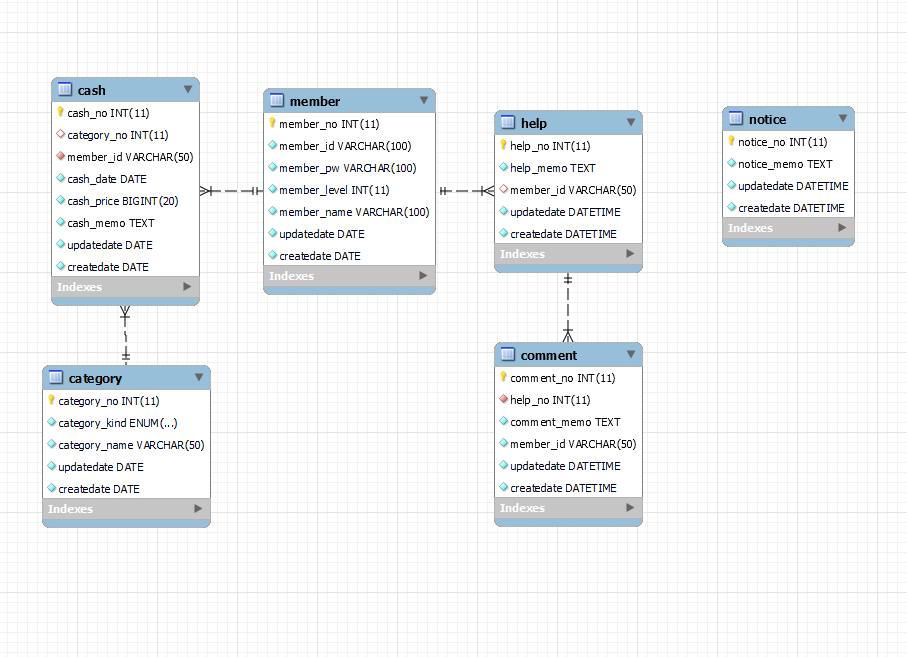 cash
cash_no INT(11)
category_no INT(11)
member_id VARCHAR(50)
cash_date DATE
cash_price BIGINT(20)
cash_memo TEXT
updatedate DATE
createdate DATE
Indexes
member
member_no INT(11)
member_id VARCHAR(100)
member_pw VARCHAR(100)
member_level INT(11)
member_name VARCHAR(100)
updatedate DATE
createdate DATE
Indexes
help
help_no INT(11)
help_memo TEXT
member_id VARCHAR(50)
updatedate DATETIME
createdate DATETIME
Indexes
notice
notice_no INT(11)
notice_memo TEXT
updatedate DATETIME
createdate DATETIME
Indexes
category
category_no INT(11)
category_kind ENUM(...)
category_name VARCHAR(50)
updatedate DATE
createdate DATE
Indexes
comment
comment_no INT(11)
help_no INT(11)
comment_memo TEXT
member_id VARCHAR(50)
updatedate DATETIME
createdate DATETIME
Indexes